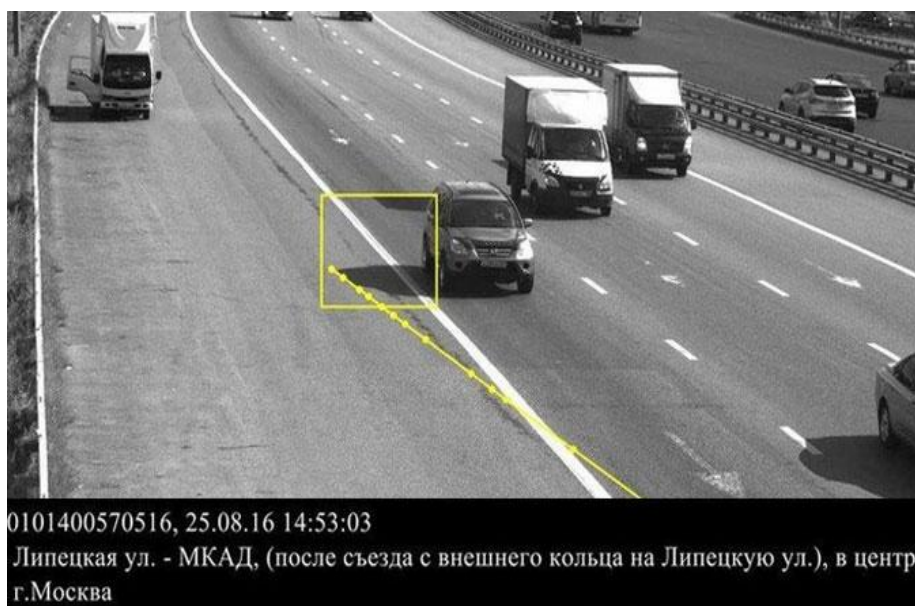 0101400570516, 25.08.16 14:53:03
Липецкая ул. - МКАД, (после съезда с внешнего кольца на Липецкую ул.), в центр
г.Москва